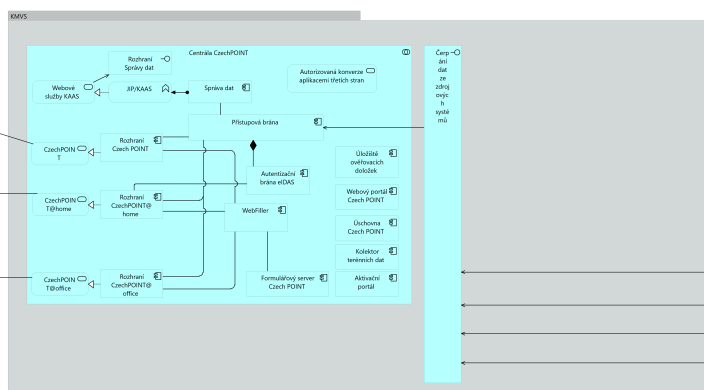 KMVS
Centrála CzechPOINT
Rozhraní
Správy dat
Webové
služby KAAS
JIP/KAAS
Správa dat
Autorizovaná konverze
aplikacemi třetích stran
Přístupová brána
CzechPOIN
T
Rozhraní
Czech POINT
Úložiště
ověřovacích
doložek
Autentizační
brána eIDAS
CzechPOIN
T@home
Rozhraní
CzechPOINT@
home
WebFiller
Webový portál
Czech POINT
Úschovna
Czech POINT
Kolektor
terénních dat
CzechPOIN
T@office
Rozhraní
CzechPOINT@
office
Formulářový server
Czech POINT
Aktivační
portál
Čerp
ání
dat
ze
zdroj
ovýc
h
systé
mů